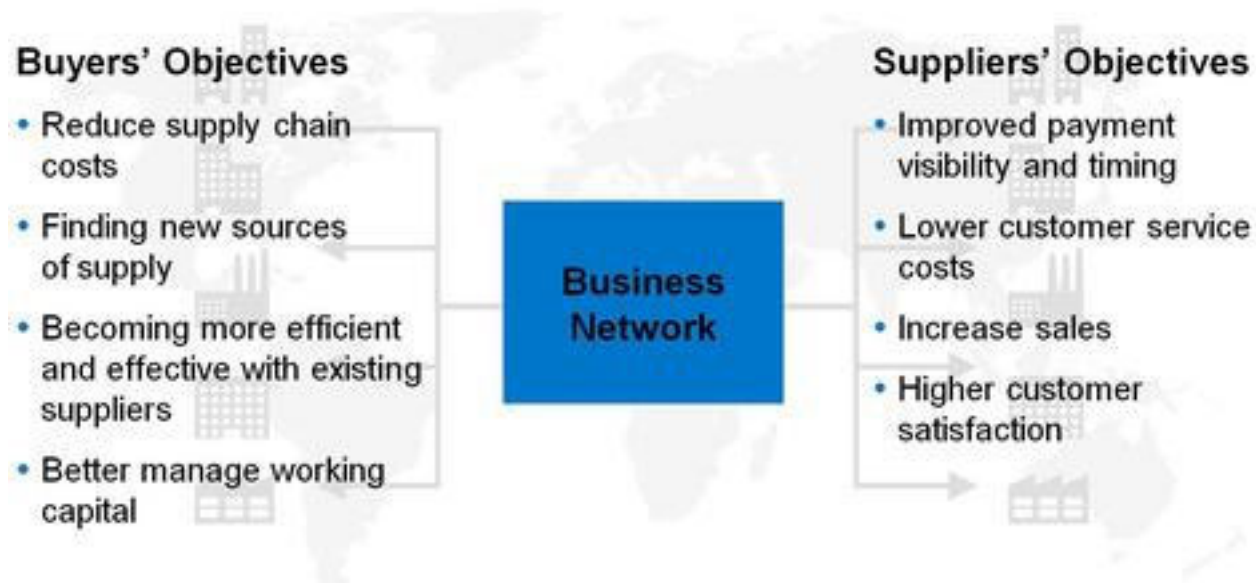 Buyers' Objectives
• Reduce supply chain
costs
• Finding new sources
of supply
• Becoming more efficient
and effective with existing
suppliers
• Better manage working
capital
Business
Network
Suppliers' Objectives
• Improved payment
visibility and timing
• Lower customer service
costs
• Increase sales
• Higher customer
satisfaction